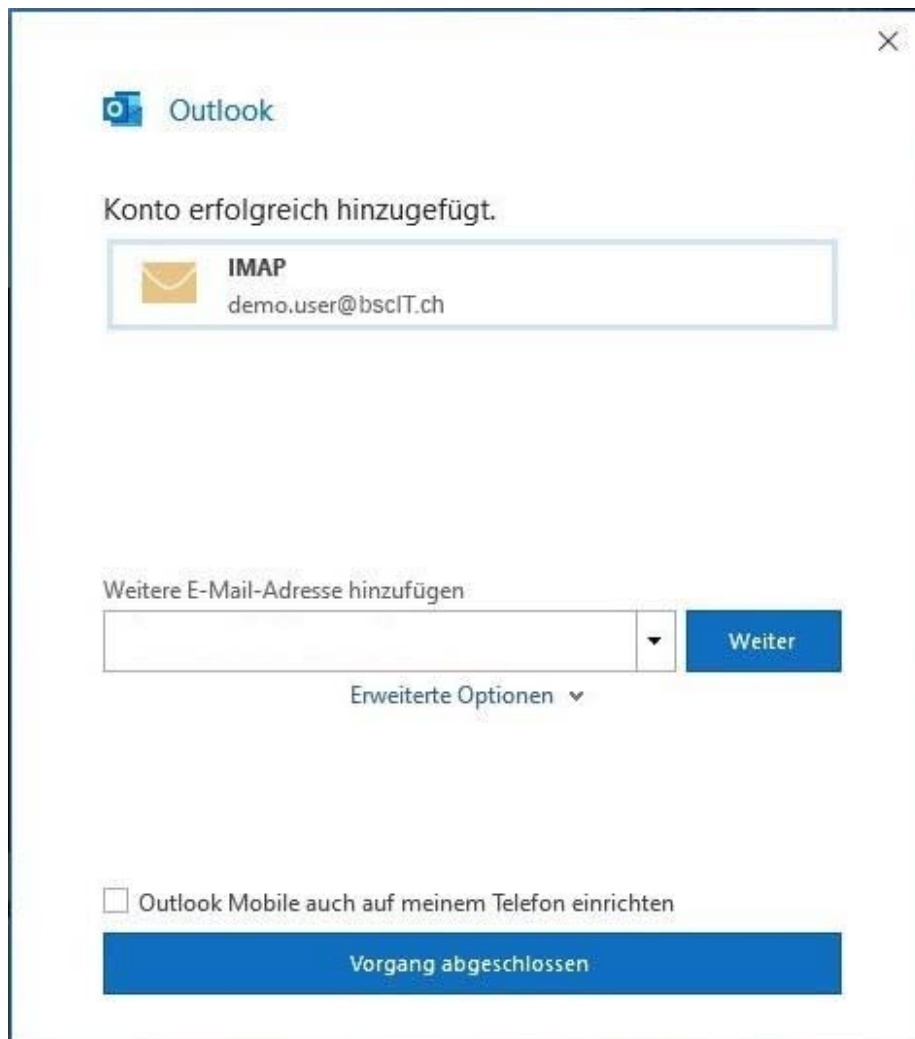 Outlook
Konto erfolgreich hinzugefügt.
IMAP
demo.user@bscIT.ch
Weitere E-Mail-Adresse hinzufügen
Weiter
Erweiterte Optionen
Outlook Mobile auch auf meinem Telefon einrichten
Vorgang abgeschlossen